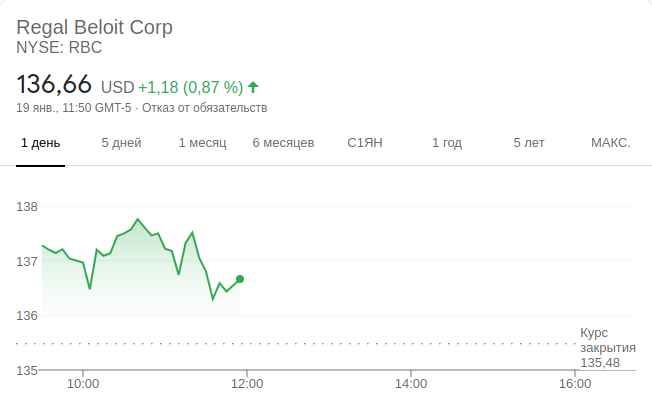 Regal Beloit Corp
NYSE: RBC
136,66 USD +1,18 (0,87 %)
19 янв., 11:50 GMT-5 · Отказ от обязательств
1 день 5 дней 1 месяц 6 месяцев С1ЯН 1 год 5 лет МАКС.
138
137
136
Курс
закрытия
135,48
135
10:00 12:00 14:00 16:00